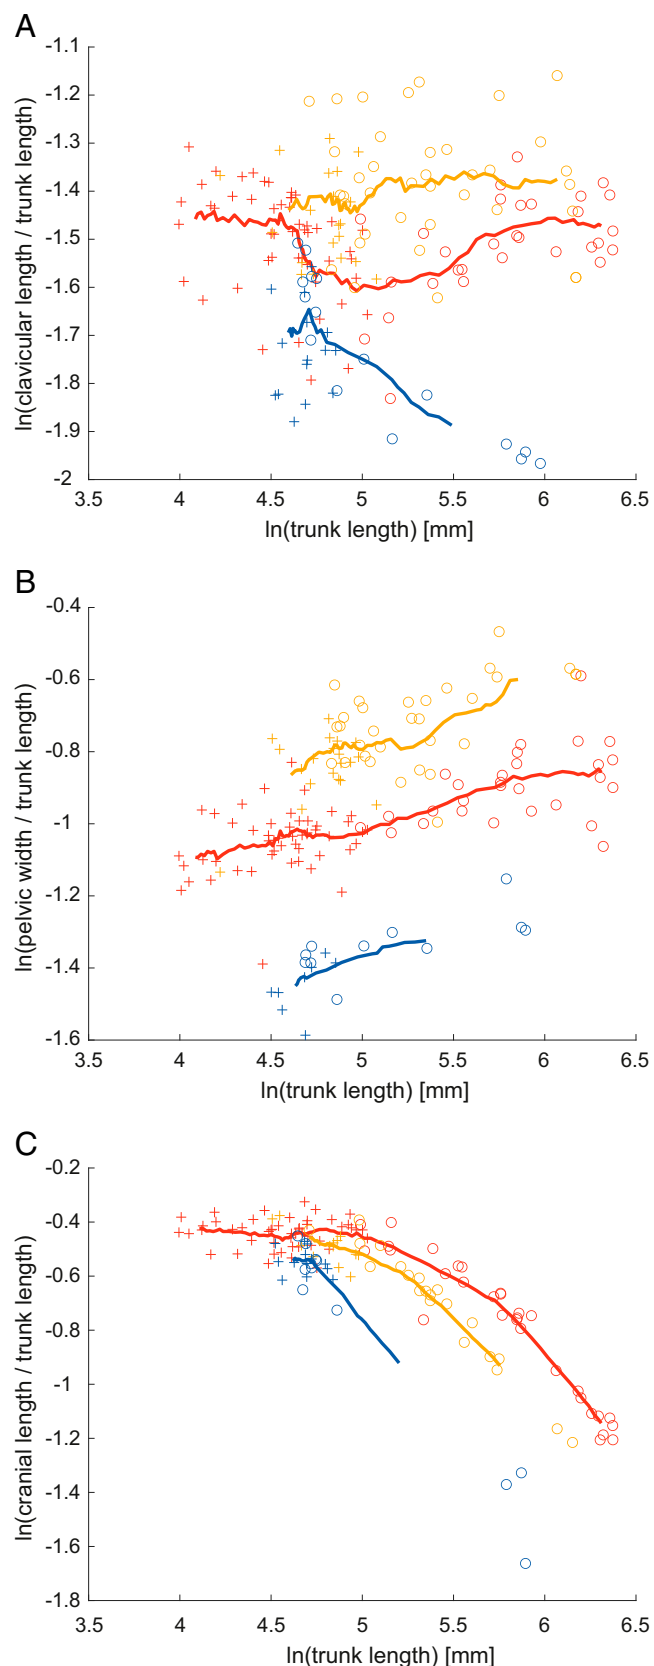 A
ln(clavicular length / trunk length)
-1.1
-1.2
-1.3
-1.4
-1.5
-1.6
-1.7
-1.8
-1.9
-2
3.5 4 4.5 5 5.5 6 6.5
ln(trunk length) [mm]
B
ln(pelvic width / trunk length)
-0.4
-0.6
-0.8
-1
-1.2
-1.4
-1.6
3.5 4 4.5 5 5.5 6 6.5
ln(trunk length) [mm]
C
ln(cranial length / trunk length)
-0.2
-0.4
-0.6
-0.8
-1
-1.2
-1.4
-1.6
-1.8
3.5 4 4.5 5 5.5 6 6.5
ln(trunk length) [mm]